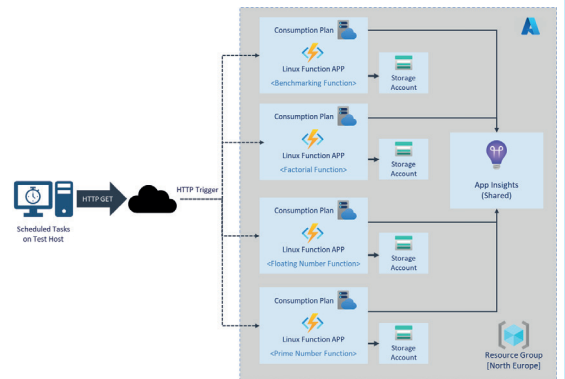 Consumption Plan
Linux Function APP
<Benchmarking Function>
Storage
Account
Consumption Plan
Linux Function APP
<Factorial Function>
Storage
Account
App Insights
(Shared)
HTTP GET
HTTP Trigger
Scheduled Tasks
on Test Host
Consumption Plan
Linux Function APP
<Floating Number Function>
Storage
Account
Consumption Plan
Linux Function APP
<Prime Number Function>
Storage
Account
Resource Group
[North Europe]